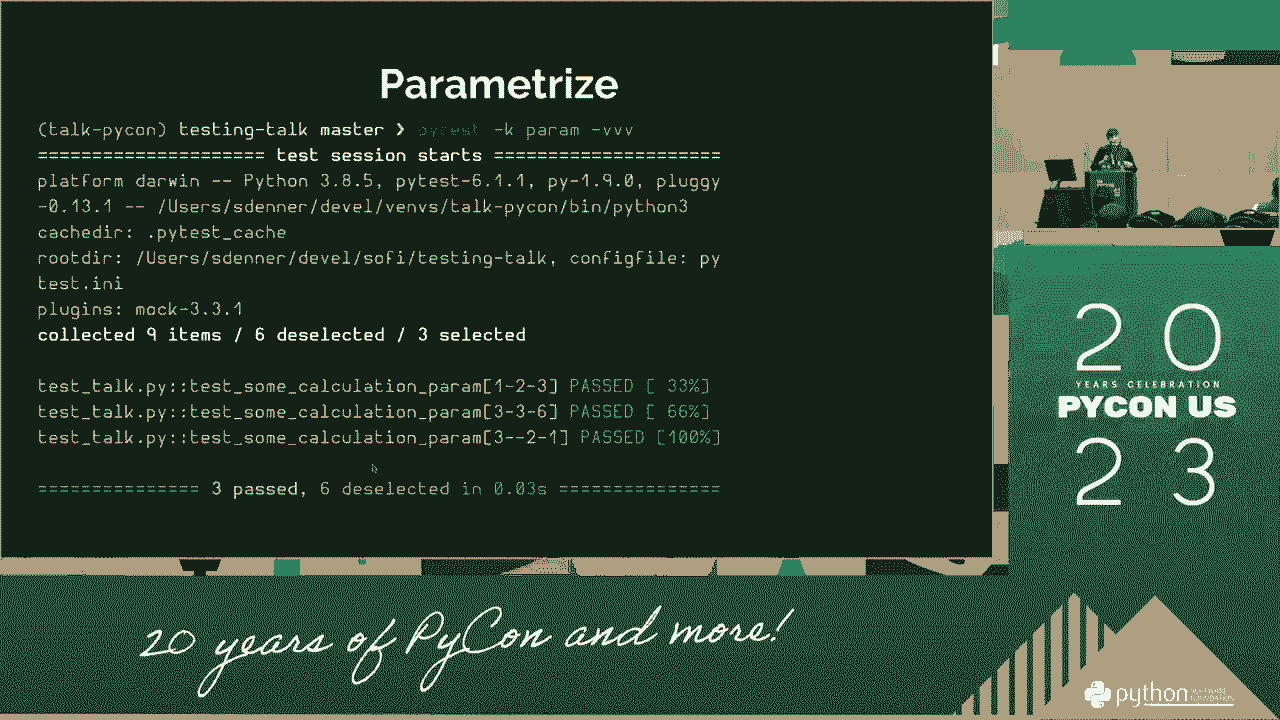 Parametrize
(talk-pycon) testing-talk master ❯ pytest -k param -vvv
==================== test session starts =====================
platform darwin -- Python 3.8.5, pytest-6.1.1, py-1.9.0, pluggy
-0.13.1 -- /Users/sdenner/devel/venvs/talk-pycon/bin/python3
cachedir: .pytest_cache
rootdir: /Users/sdenner/devel/sofi/testing-talk, configfile: py
test.ini
plugins: mock-3.3.1
collected 9 items / 6 deselected / 3 selected
test_talk.py::test_some_calculation_param[1-2-3] PASSED [ 33%]
test_talk.py::test_some_calculation_param[3-3-6] PASSED [ 66%]
test_talk.py::test_some_calculation_param[3--2-1] PASSED [100%]
=============== 3 passed, 6 deselected in 0.03s ===============
20
YEARS CELEBRATION
PYCON US
23
20 years of PyCon and more!
python SOFTWARE
FOUNDATION